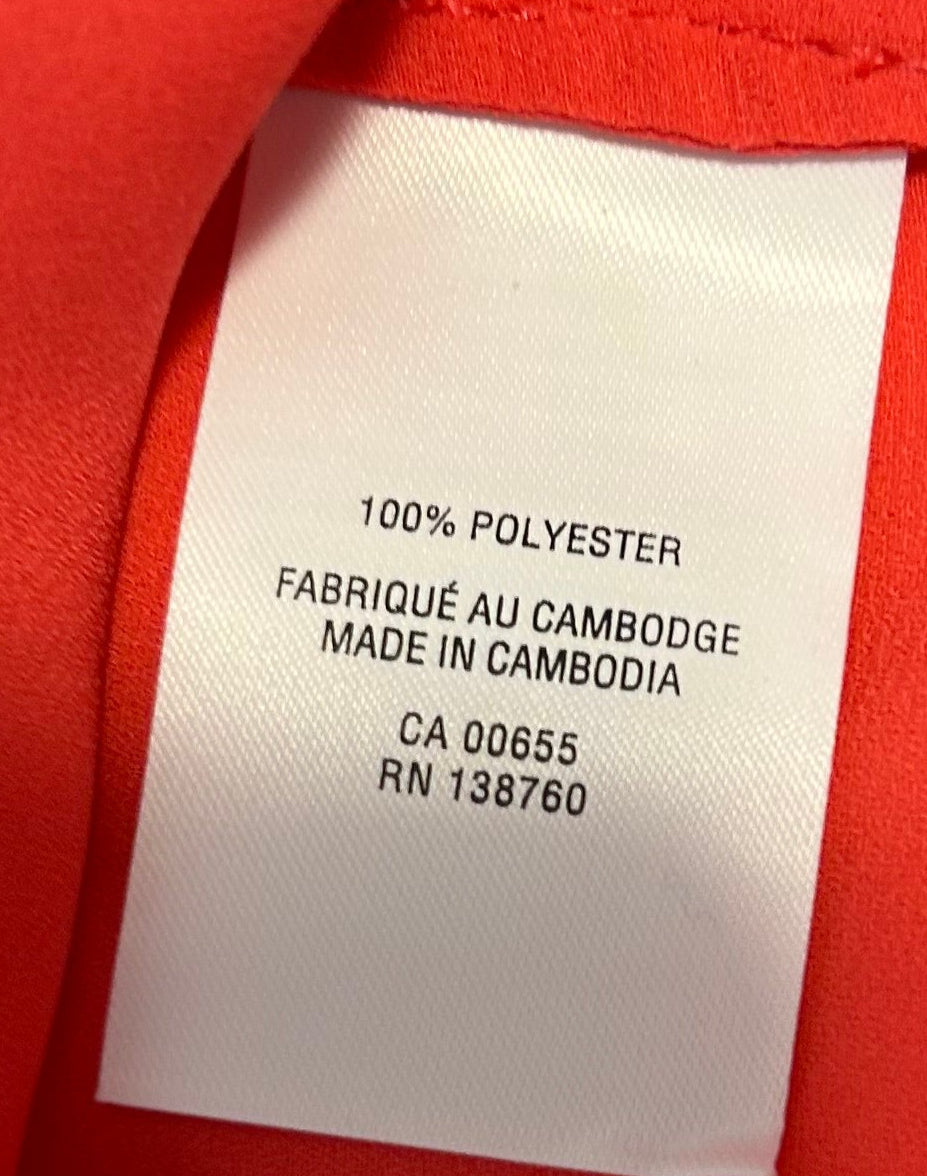 100% POLYESTER
FABRIQUÉ AU CAMBODGE
MADE IN CAMBODIA
CA 00655
RN 138760